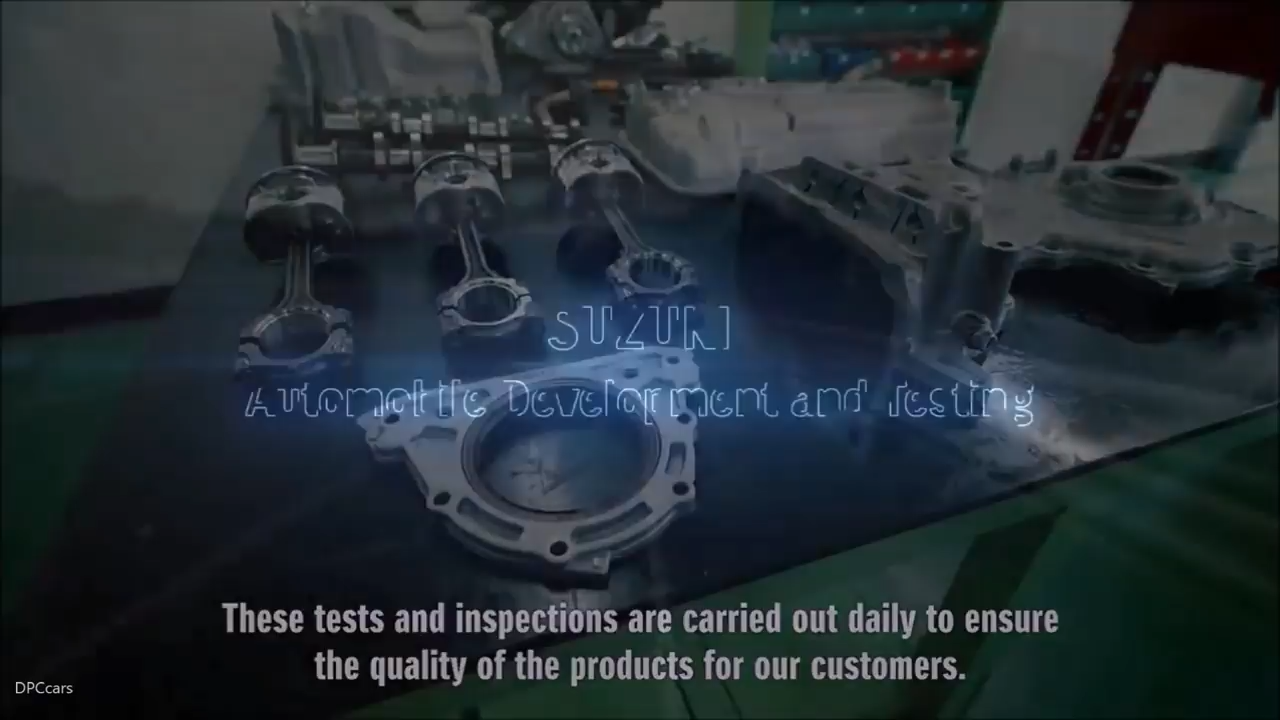 SUZUKI
Automobile Development and Testing
These tests and inspections are carried out daily to ensure
the quality of the products for our customers.
DPCcars